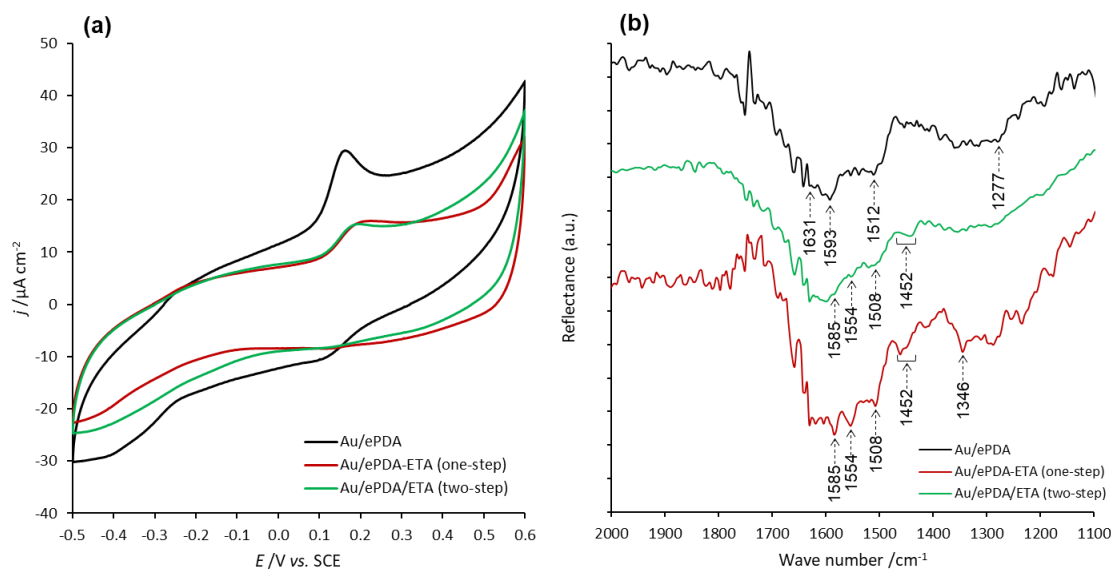 (a)
50
40
30
20
10
0
-10
-20
-30
-40
j /µA cm-2
-0.5 -0.4 -0.3 -0.2 -0.1 0.0 0.1 0.2 0.3 0.4 0.5 0.6
E /V vs. SCE
Au/ePDA
Au/ePDA-ETA (one-step)
Au/ePDA/ETA (two-step)
(b)
Reflectance (a.u.)
1631
1593
1512
1277
1585
1554
1508
1452
1585
1554
1508
1452
1346
Au/ePDA
Au/ePDA-ETA (one-step)
Au/ePDA/ETA (two-step)
2000 1900 1800 1700 1600 1500 1400 1300 1200 1100
Wave number /cm-1